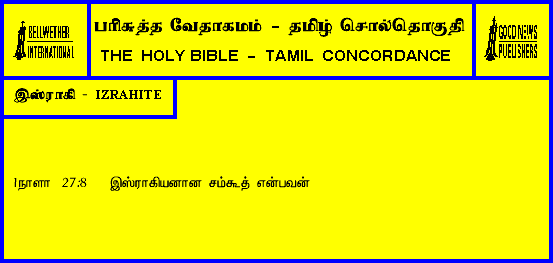 BELLWETHER
INTERNATIONAL
பரிசுத்த வேதாகமம் - தமிழ் சொல்தொகுதி
THE HOLY BIBLE - TAMIL CONCORDANCE
GOOD NEWS
PUBLISHERS
இஸ்ராகி - IZRAHITE
1நாளா 27:8 இஸ்ராகியனான சம்கூத் என்பவன்